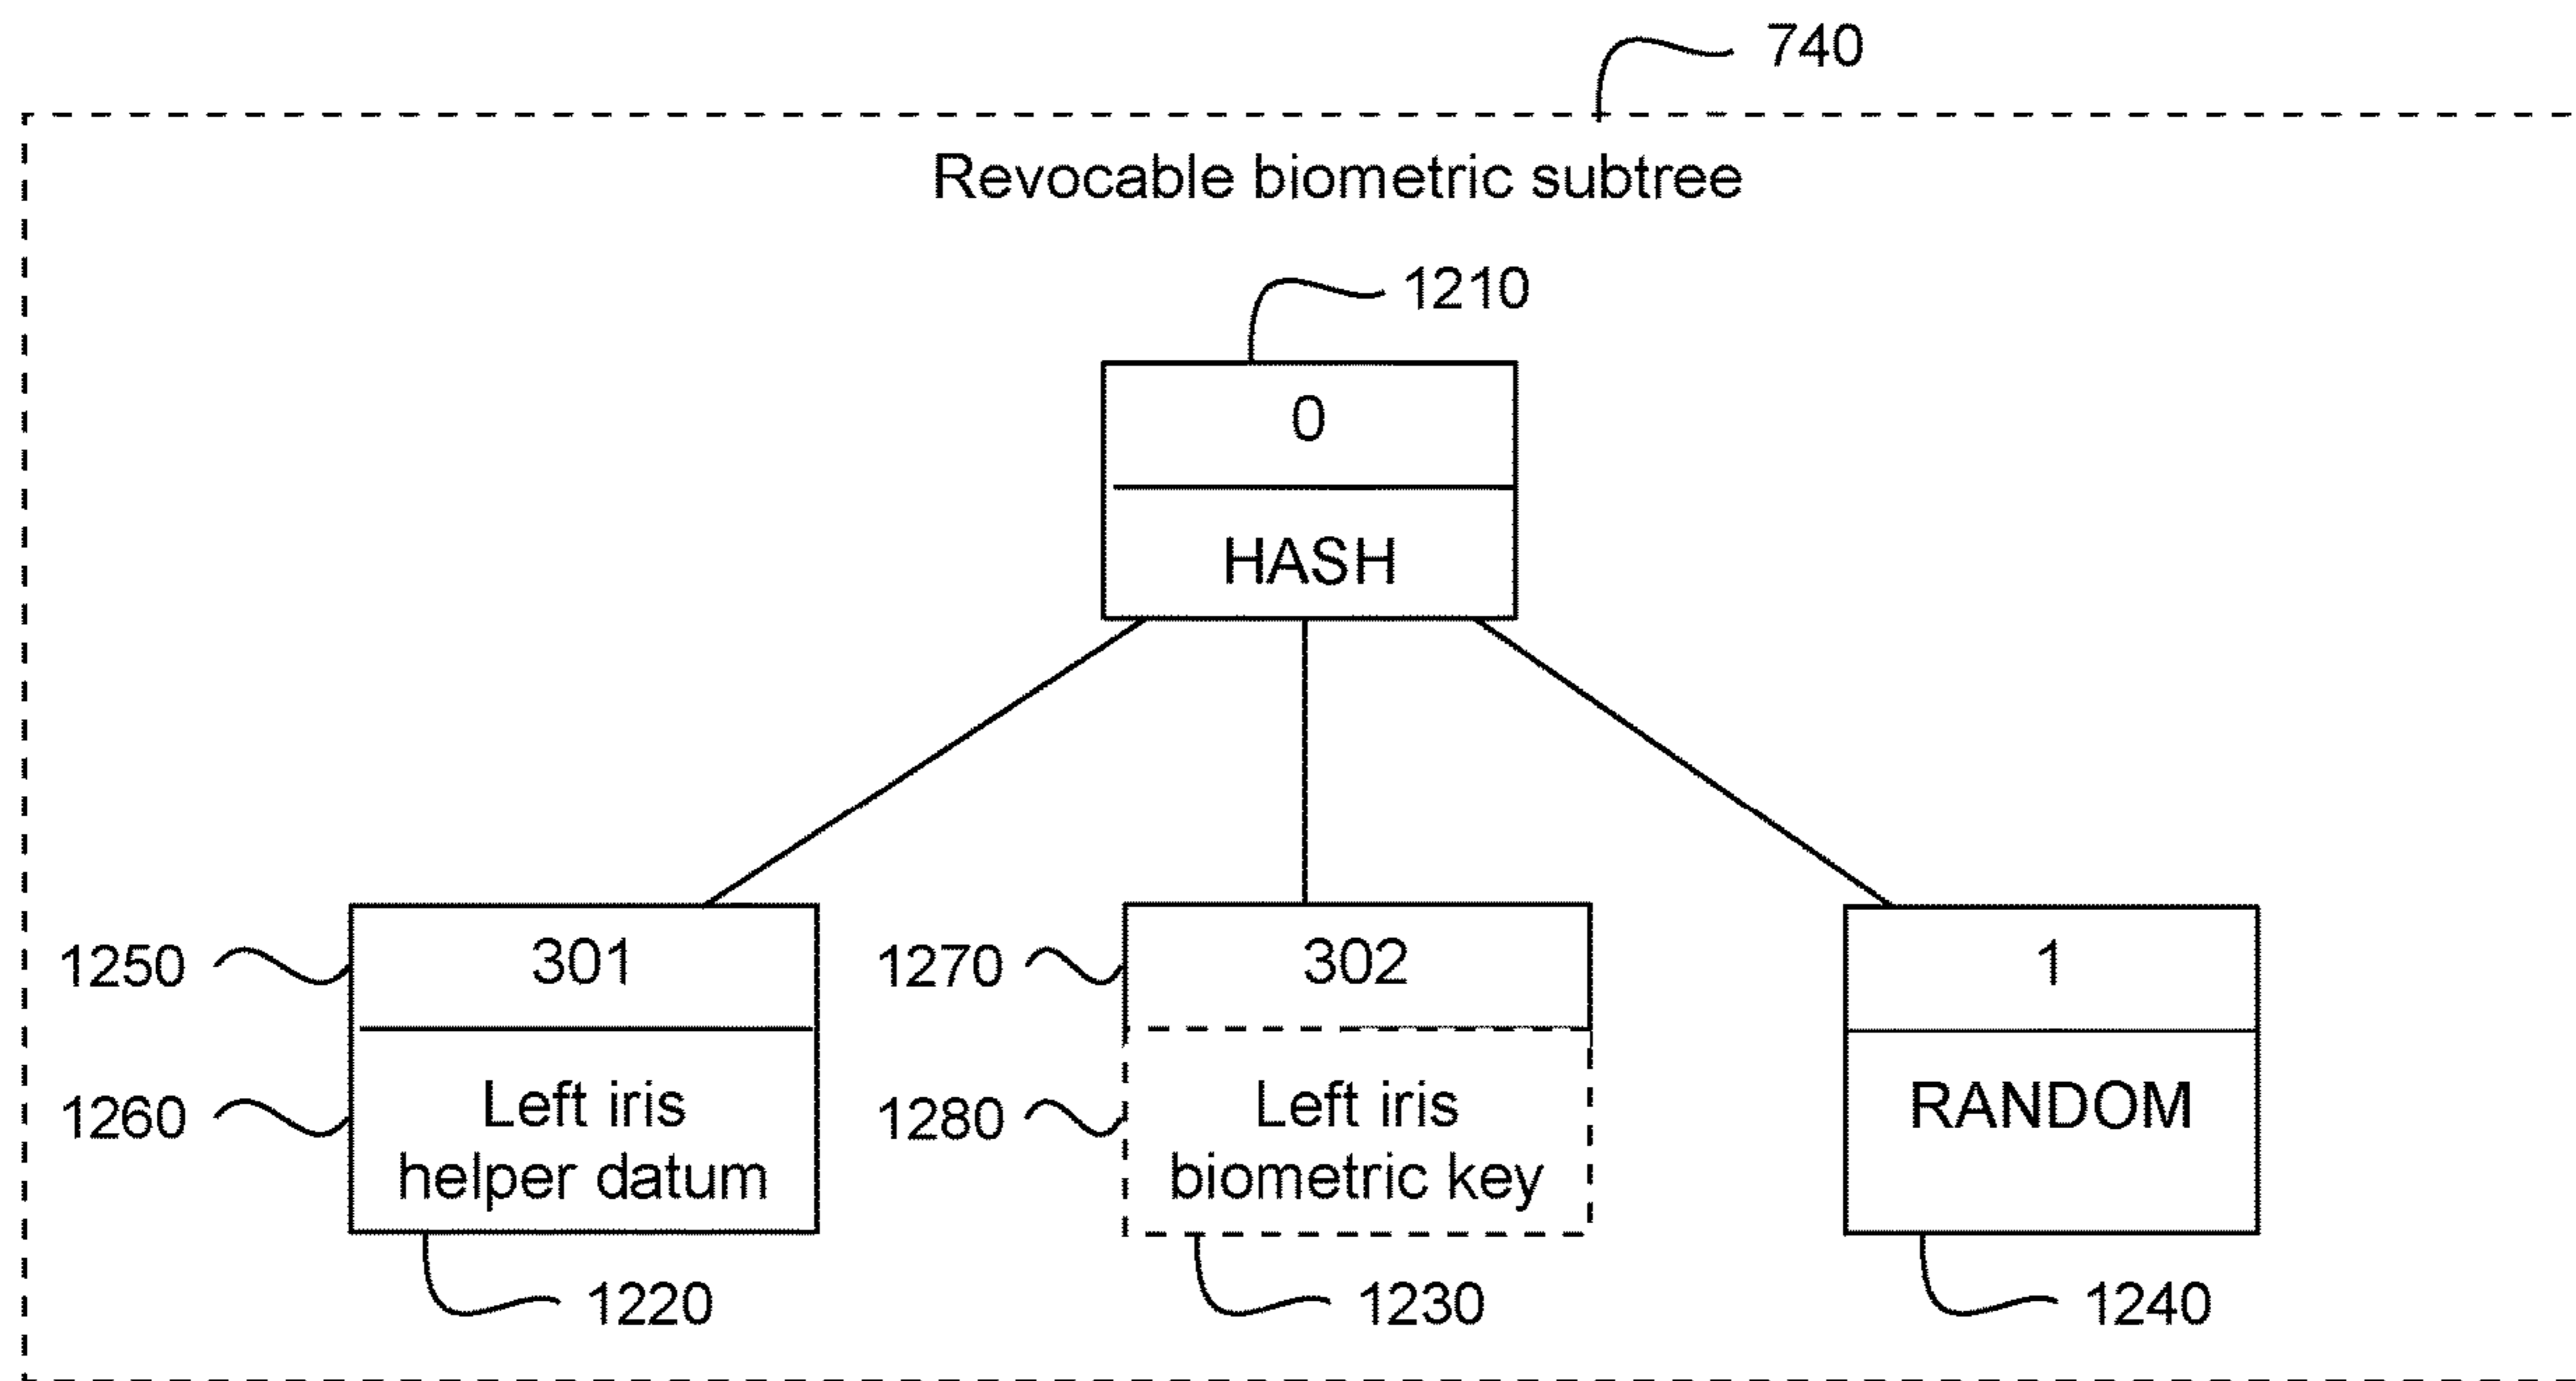 740
Revocable biometric subtree
1210
0
HASH
1250
301
1270
302
1
1260
Left iris
helper datum
1280
Left iris
biometric key
RANDOM
1220
1230
1240